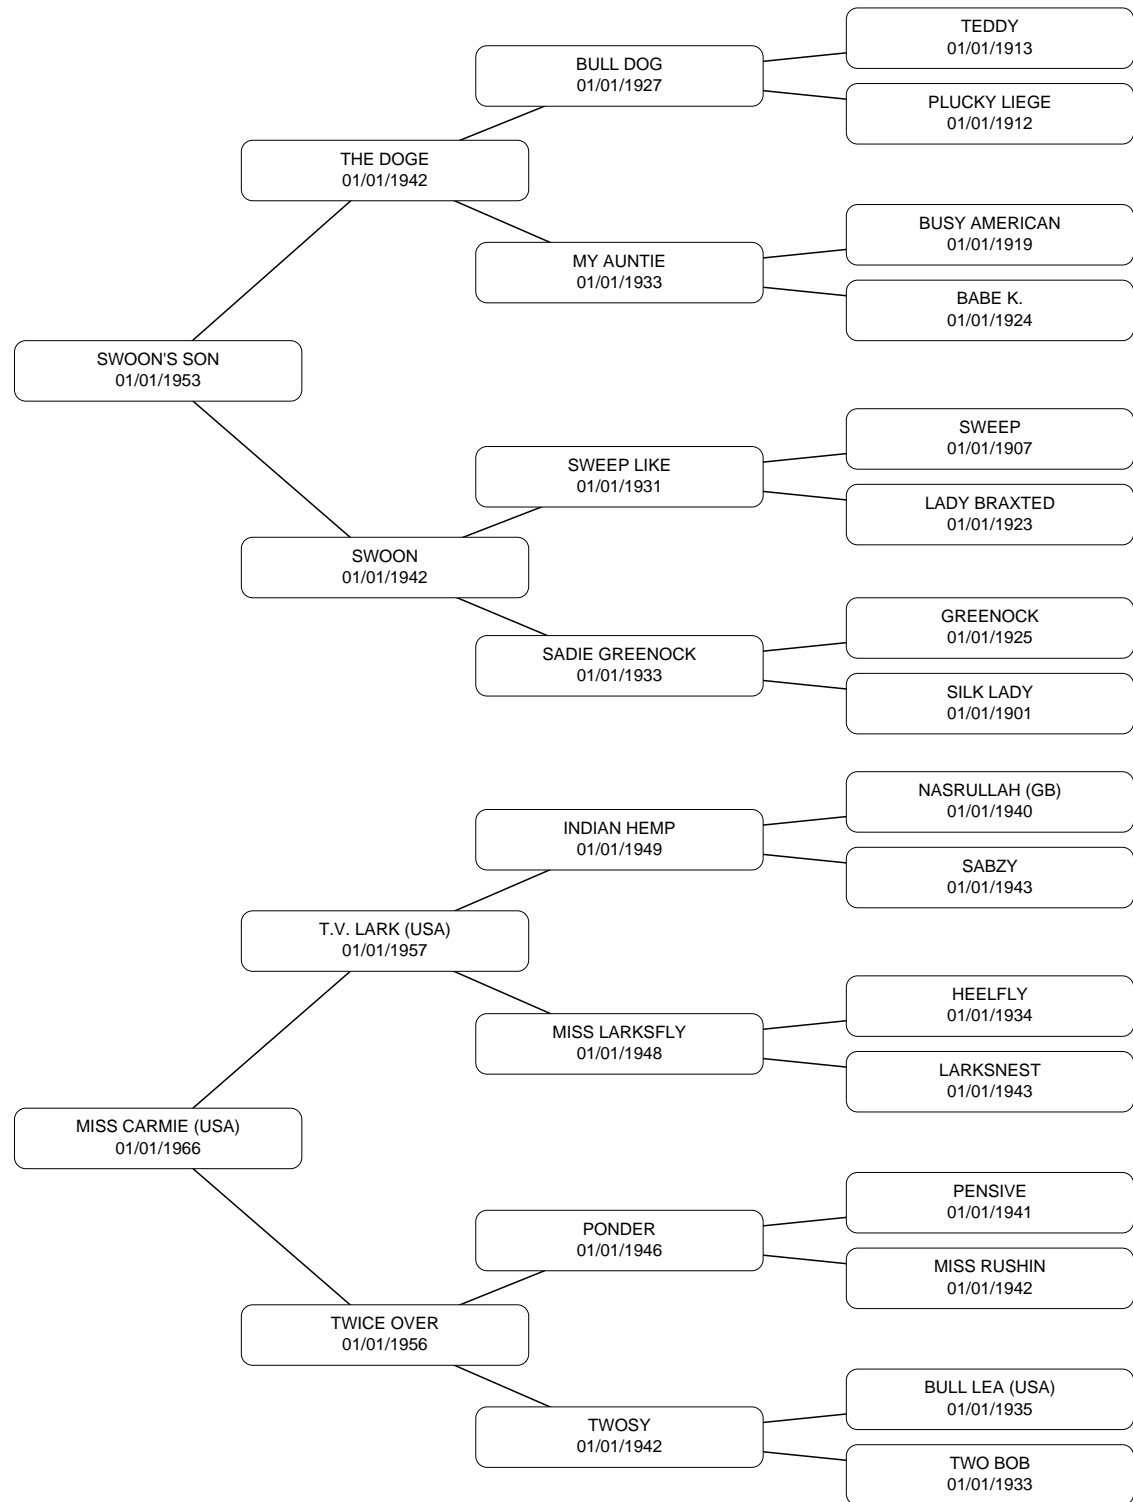 TEDDY
01/01/1913
BULL DOG
01/01/1927
PLUCKY LIEGE
01/01/1912
THE DOGE
01/01/1942
BUSY AMERICAN
01/01/1919
MY AUNTIE
01/01/1933
BABE K.
01/01/1924
SWOON'S SON
01/01/1953
SWEEP
01/01/1907
SWEEP LIKE
01/01/1931
LADY BRAXTED
01/01/1923
SWOON
01/01/1942
GREENOCK
01/01/1925
SADIE GREENOCK
01/01/1933
SILK LADY
01/01/1901
NASRULLAH (GB)
01/01/1940
INDIAN HEMP
01/01/1949
SABZY
01/01/1943
T.V. LARK (USA)
01/01/1957
HEELFLY
01/01/1934
MISS LARKSFLY
01/01/1948
LARKSNEST
01/01/1943
MISS CARMIE (USA)
01/01/1966
PENSIVE
01/01/1941
PONDER
01/01/1946
MISS RUSHIN
01/01/1942
TWICE OVER
01/01/1956
BULL LEA (USA)
01/01/1935
TWOSY
01/01/1942
TWO BOB
01/01/1933